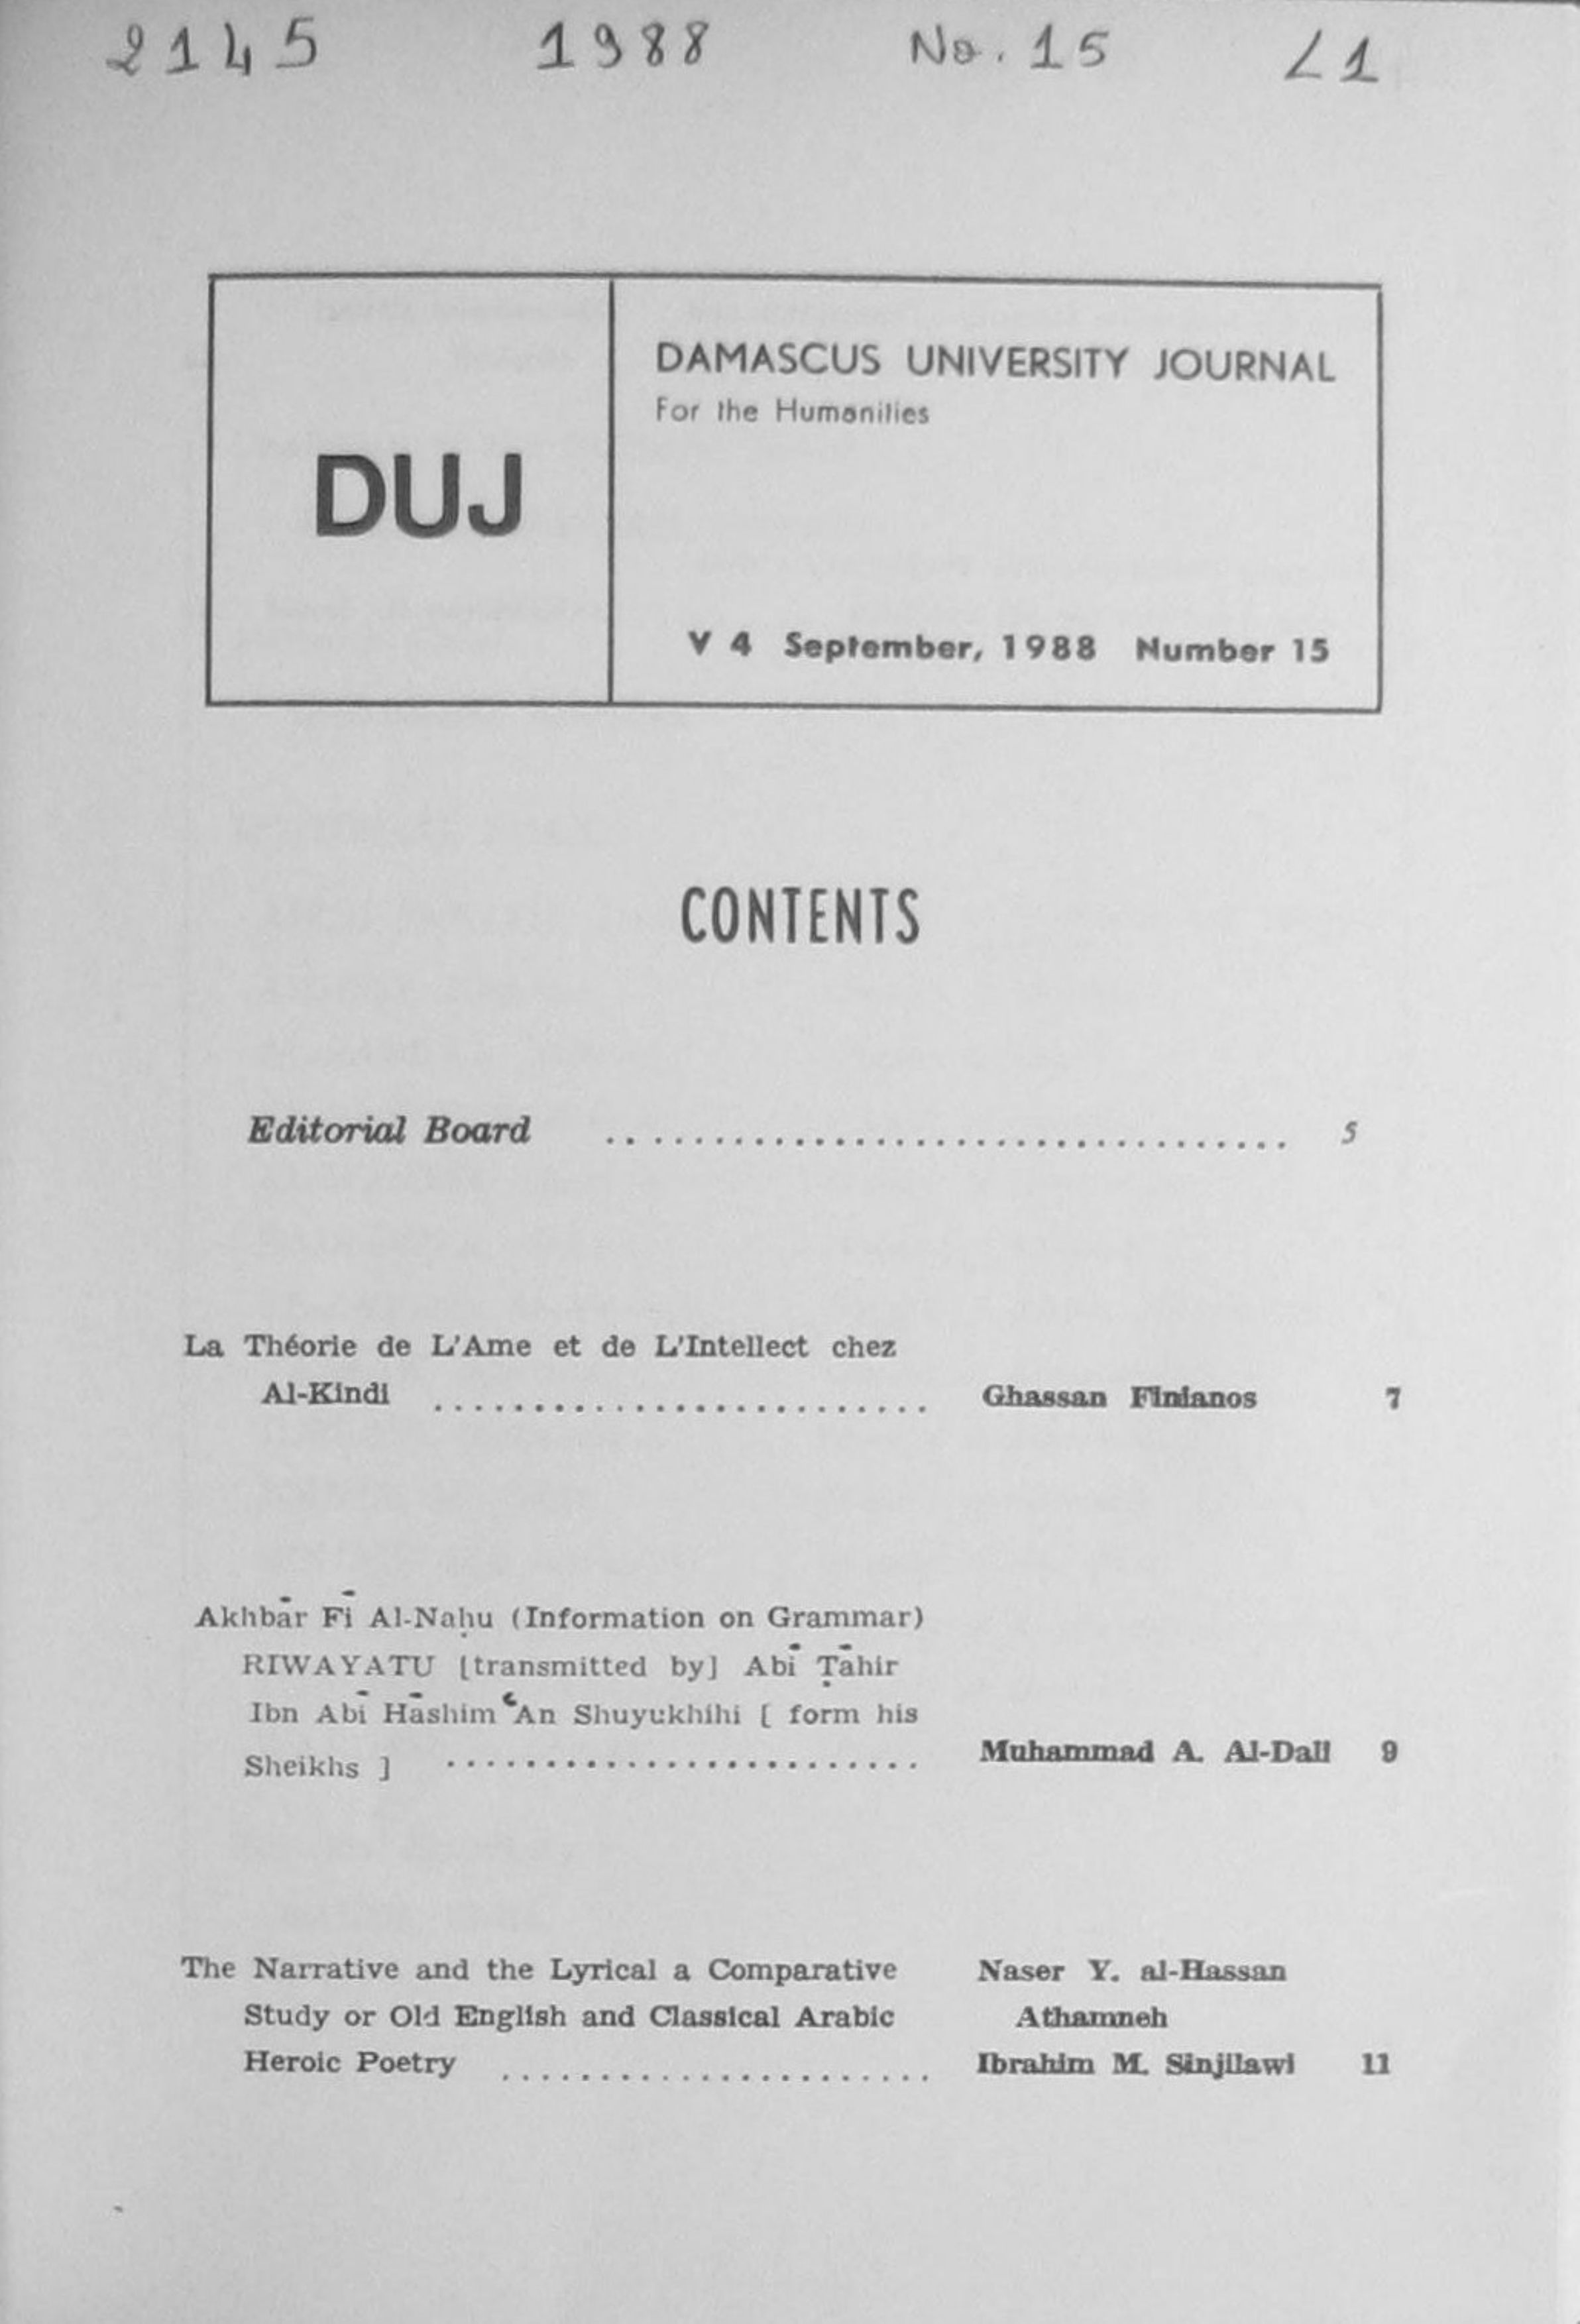 2145 1988 No. 15 L1
DUJ
DAMASCUS UNIVERSITY JOURNAL
For the Humanities
V 4 September, 1988 Number 15
CONTENTS
Editorial Board .................................. 5
La Théorie de L'Ame et de L'Intellect chez
Al-Kindi ......................... Ghassan Finianos 7
Akhbār Fī Al-Naḥu (Information on Grammar)
RIWAYATU [transmitted by] Abī Ṭāhir
Ibn Abī Hāshim ʿAn Shuyukhihi [ form his
Sheikhs ] ........................ Muhammad A. Al-Dali 9
The Narrative and the Lyrical a Comparative Naser Y. al-Hassan
Study or Old English and Classical Arabic Athamneh
Heroic Poetry ...................... Ibrahim M. Sinjilawi 11